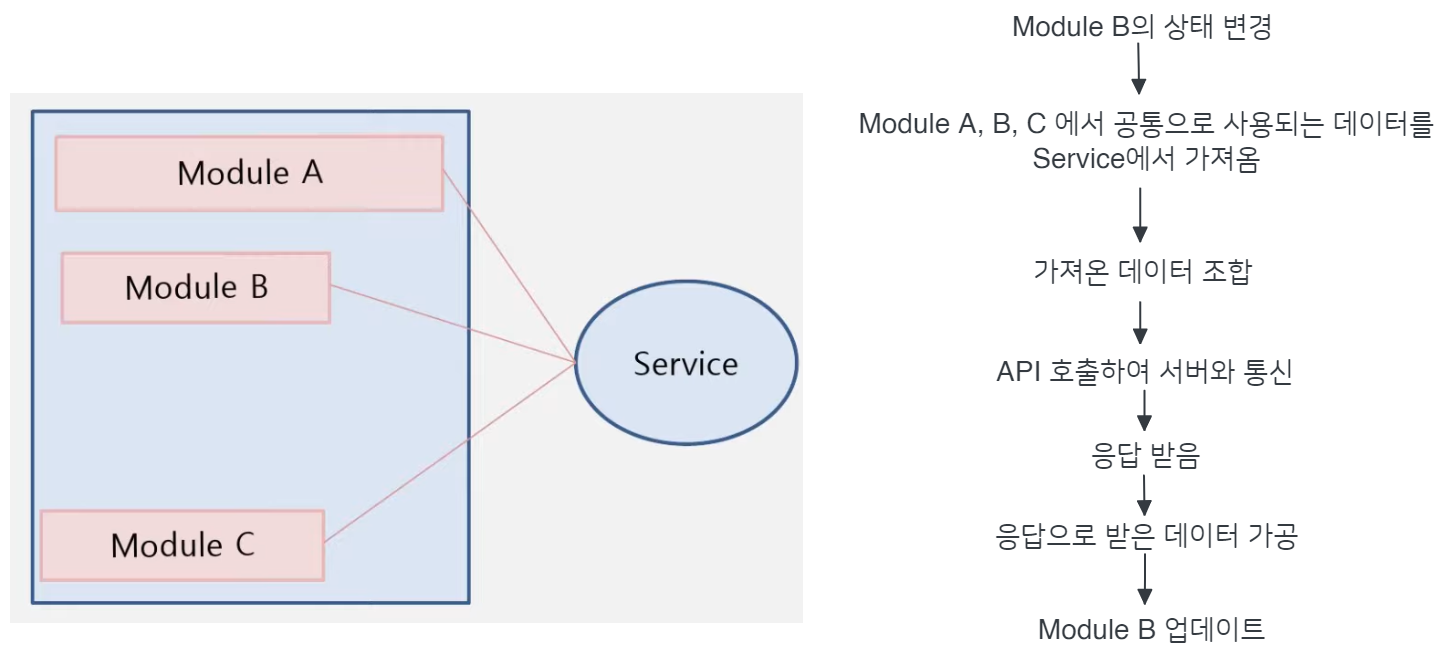 Module A
Module B
Module C
Service
Module B의 상태 변경
Module A, B, C 에서 공통으로 사용되는 데이터를
Service에서 가져옴
가져온 데이터 조합
API 호출하여 서버와 통신
응답 받음
응답으로 받은 데이터 가공
Module B 업데이트